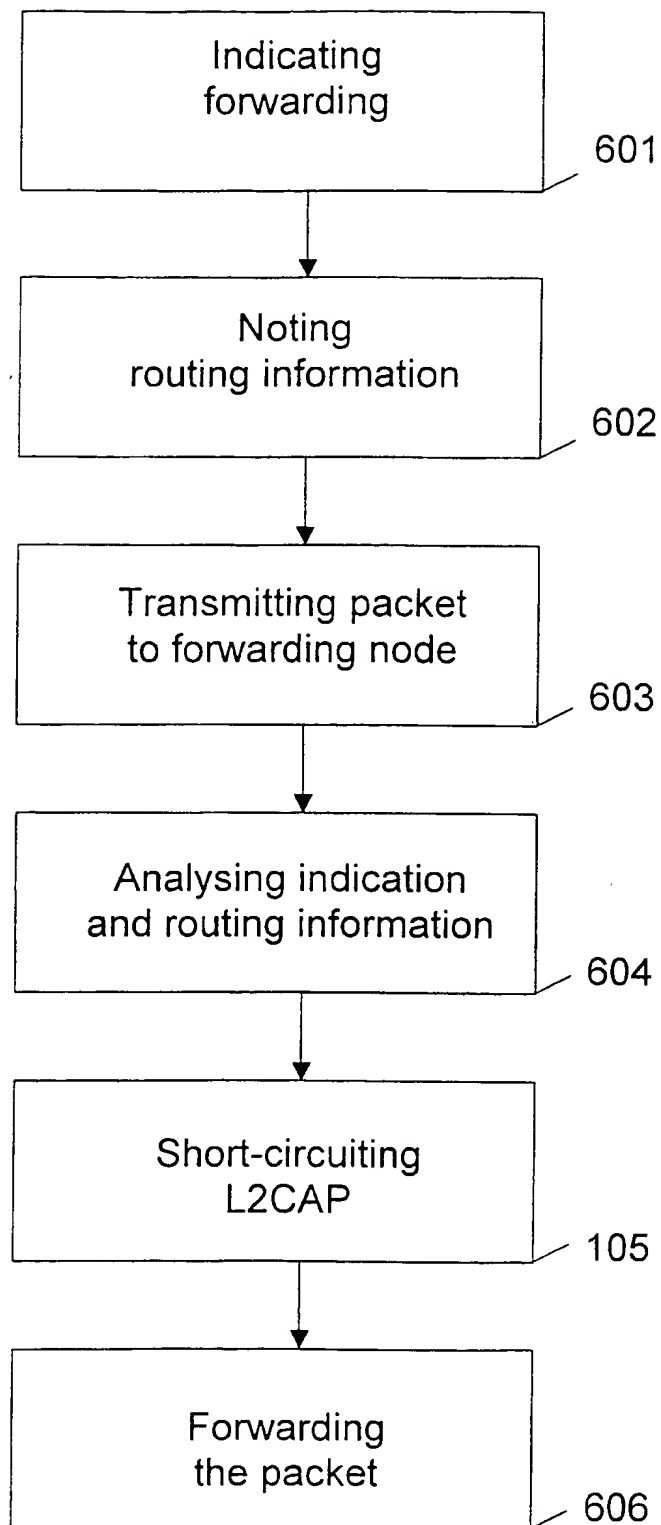 Indicating
forwarding
601
Noting
routing information
602
Transmitting packet
to forwarding node
603
Analysing indication
and routing information
604
Short-circuiting
L2CAP
105
Forwarding
the packet
606